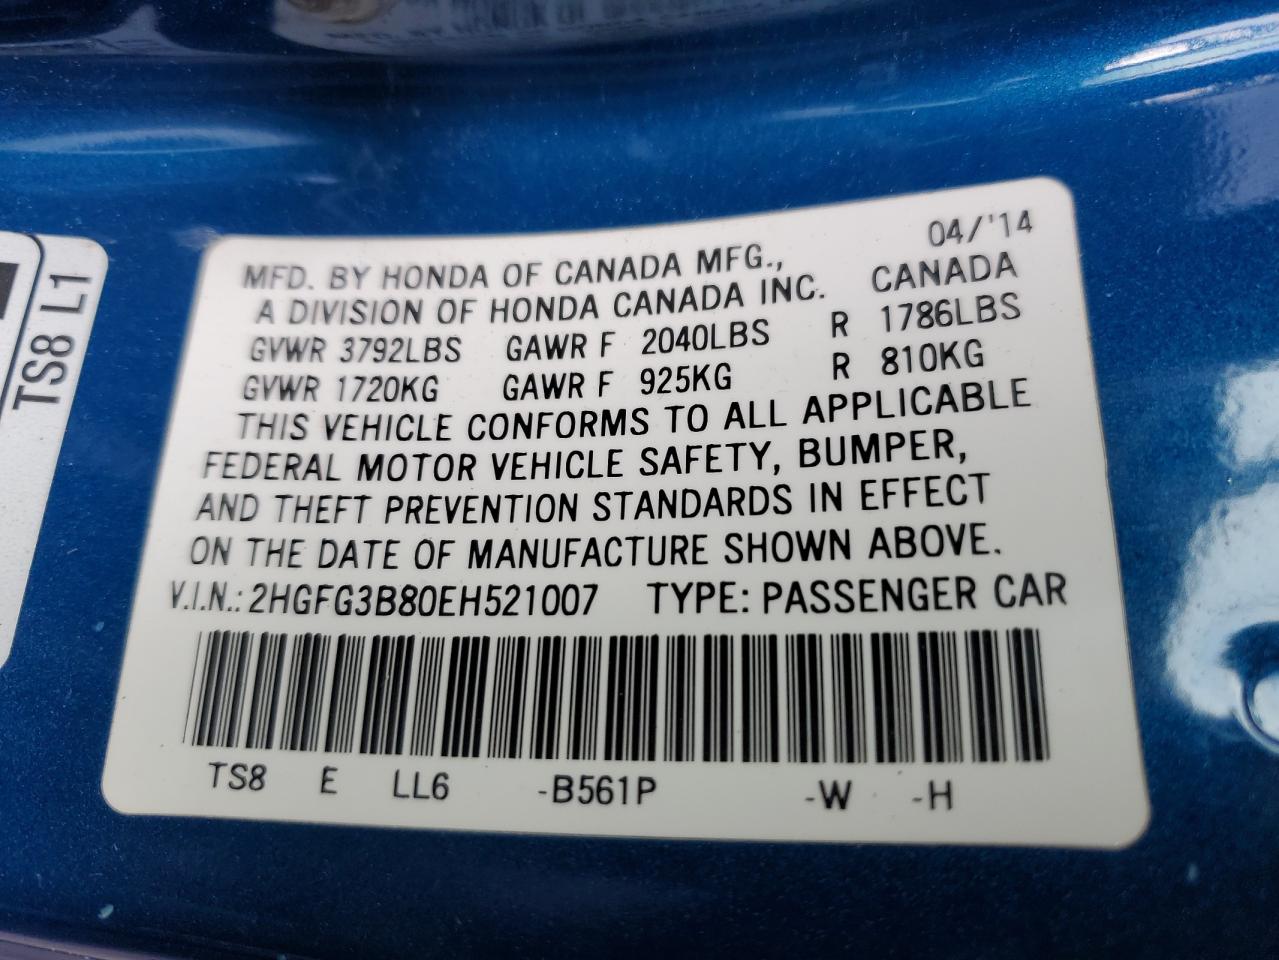 04/'14
MFD. BY HONDA OF CANADA MFG.,
A DIVISION OF HONDA CANADA INC. CANADA
GVWR 3792LBS GAWR F 2040LBS R 1786LBS
GVWR 1720KG GAWR F 925KG R 810KG
THIS VEHICLE CONFORMS TO ALL APPLICABLE
FEDERAL MOTOR VEHICLE SAFETY, BUMPER,
AND THEFT PREVENTION STANDARDS IN EFFECT
ON THE DATE OF MANUFACTURE SHOWN ABOVE.
V.I.N.: 2HGFG3B80EH521007 TYPE: PASSENGER CAR
TS8 E LL6 -B561P -W -H
TS8 L1